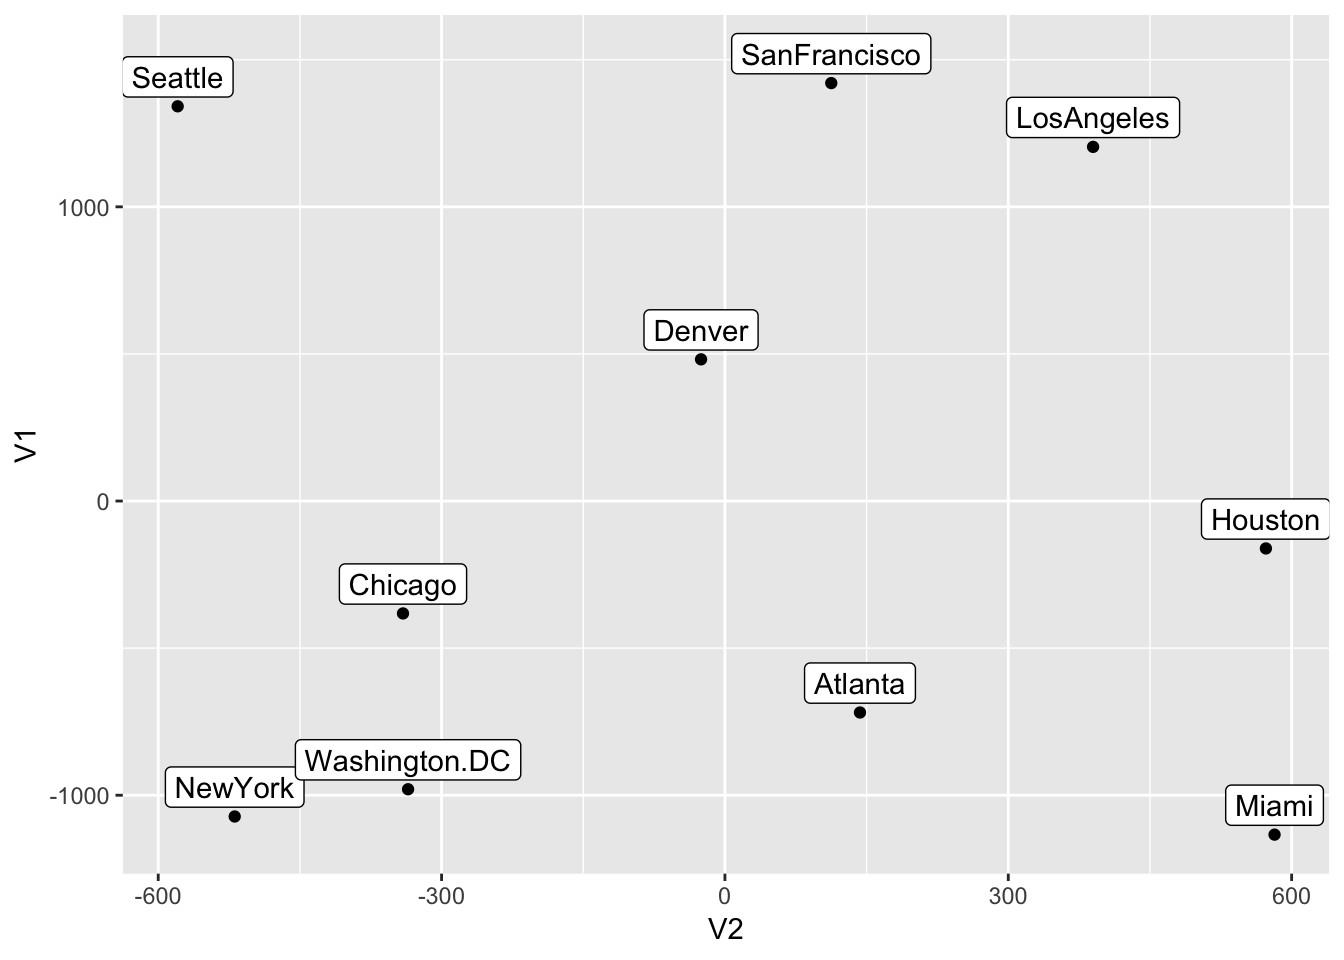 SanFrancisco
Seattle
LosAngeles
1000
Denver
V1
0
Houston
Chicago
Atlanta
Washington.DC
NewYork
-1000
Miami
-600
-300
0
300
600
V2